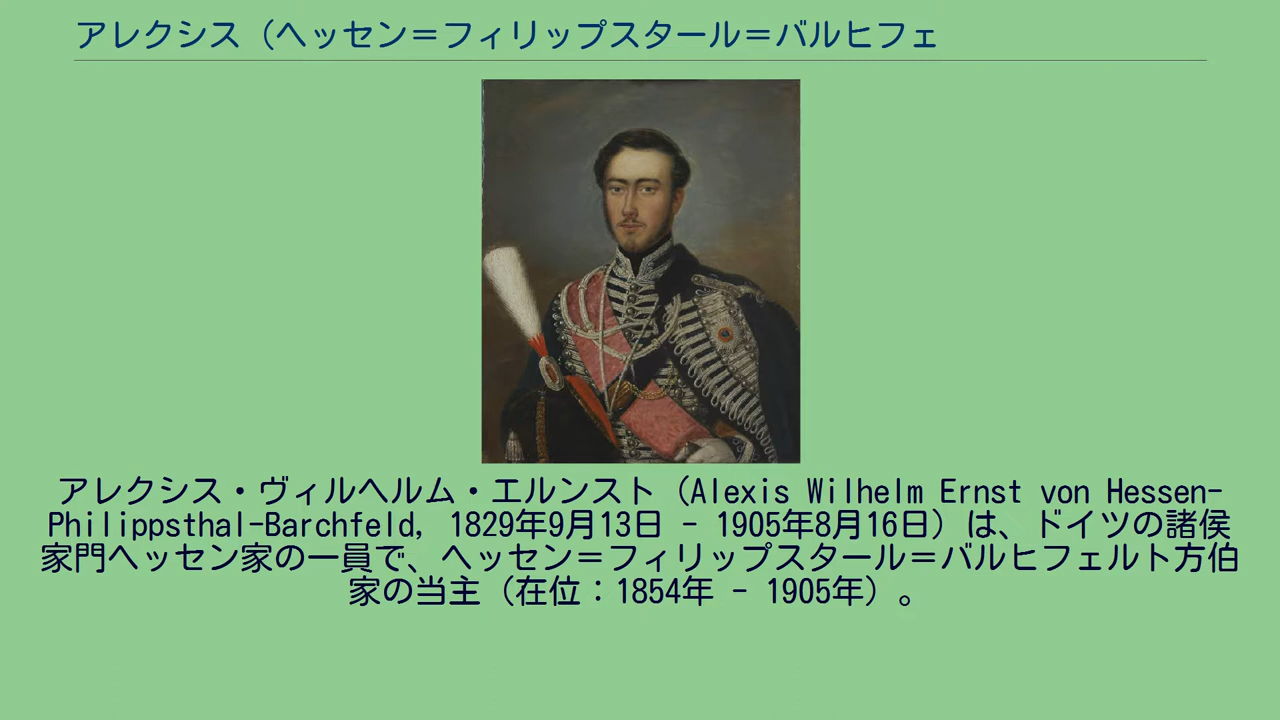 アレクシス（ヘッセン＝フィリップスタール＝バルヒフェ
アレクシス・ヴィルヘルム・エルンスト（Alexis Wilhelm Ernst von Hessen-
Philippsthal-Barchfeld, 1829年9月13日 - 1905年8月16日）は、ドイツの諸侯
家門ヘッセン家の一員で、ヘッセン＝フィリップスタール＝バルヒフェルト方伯
家の当主（在位：1854年 - 1905年）。